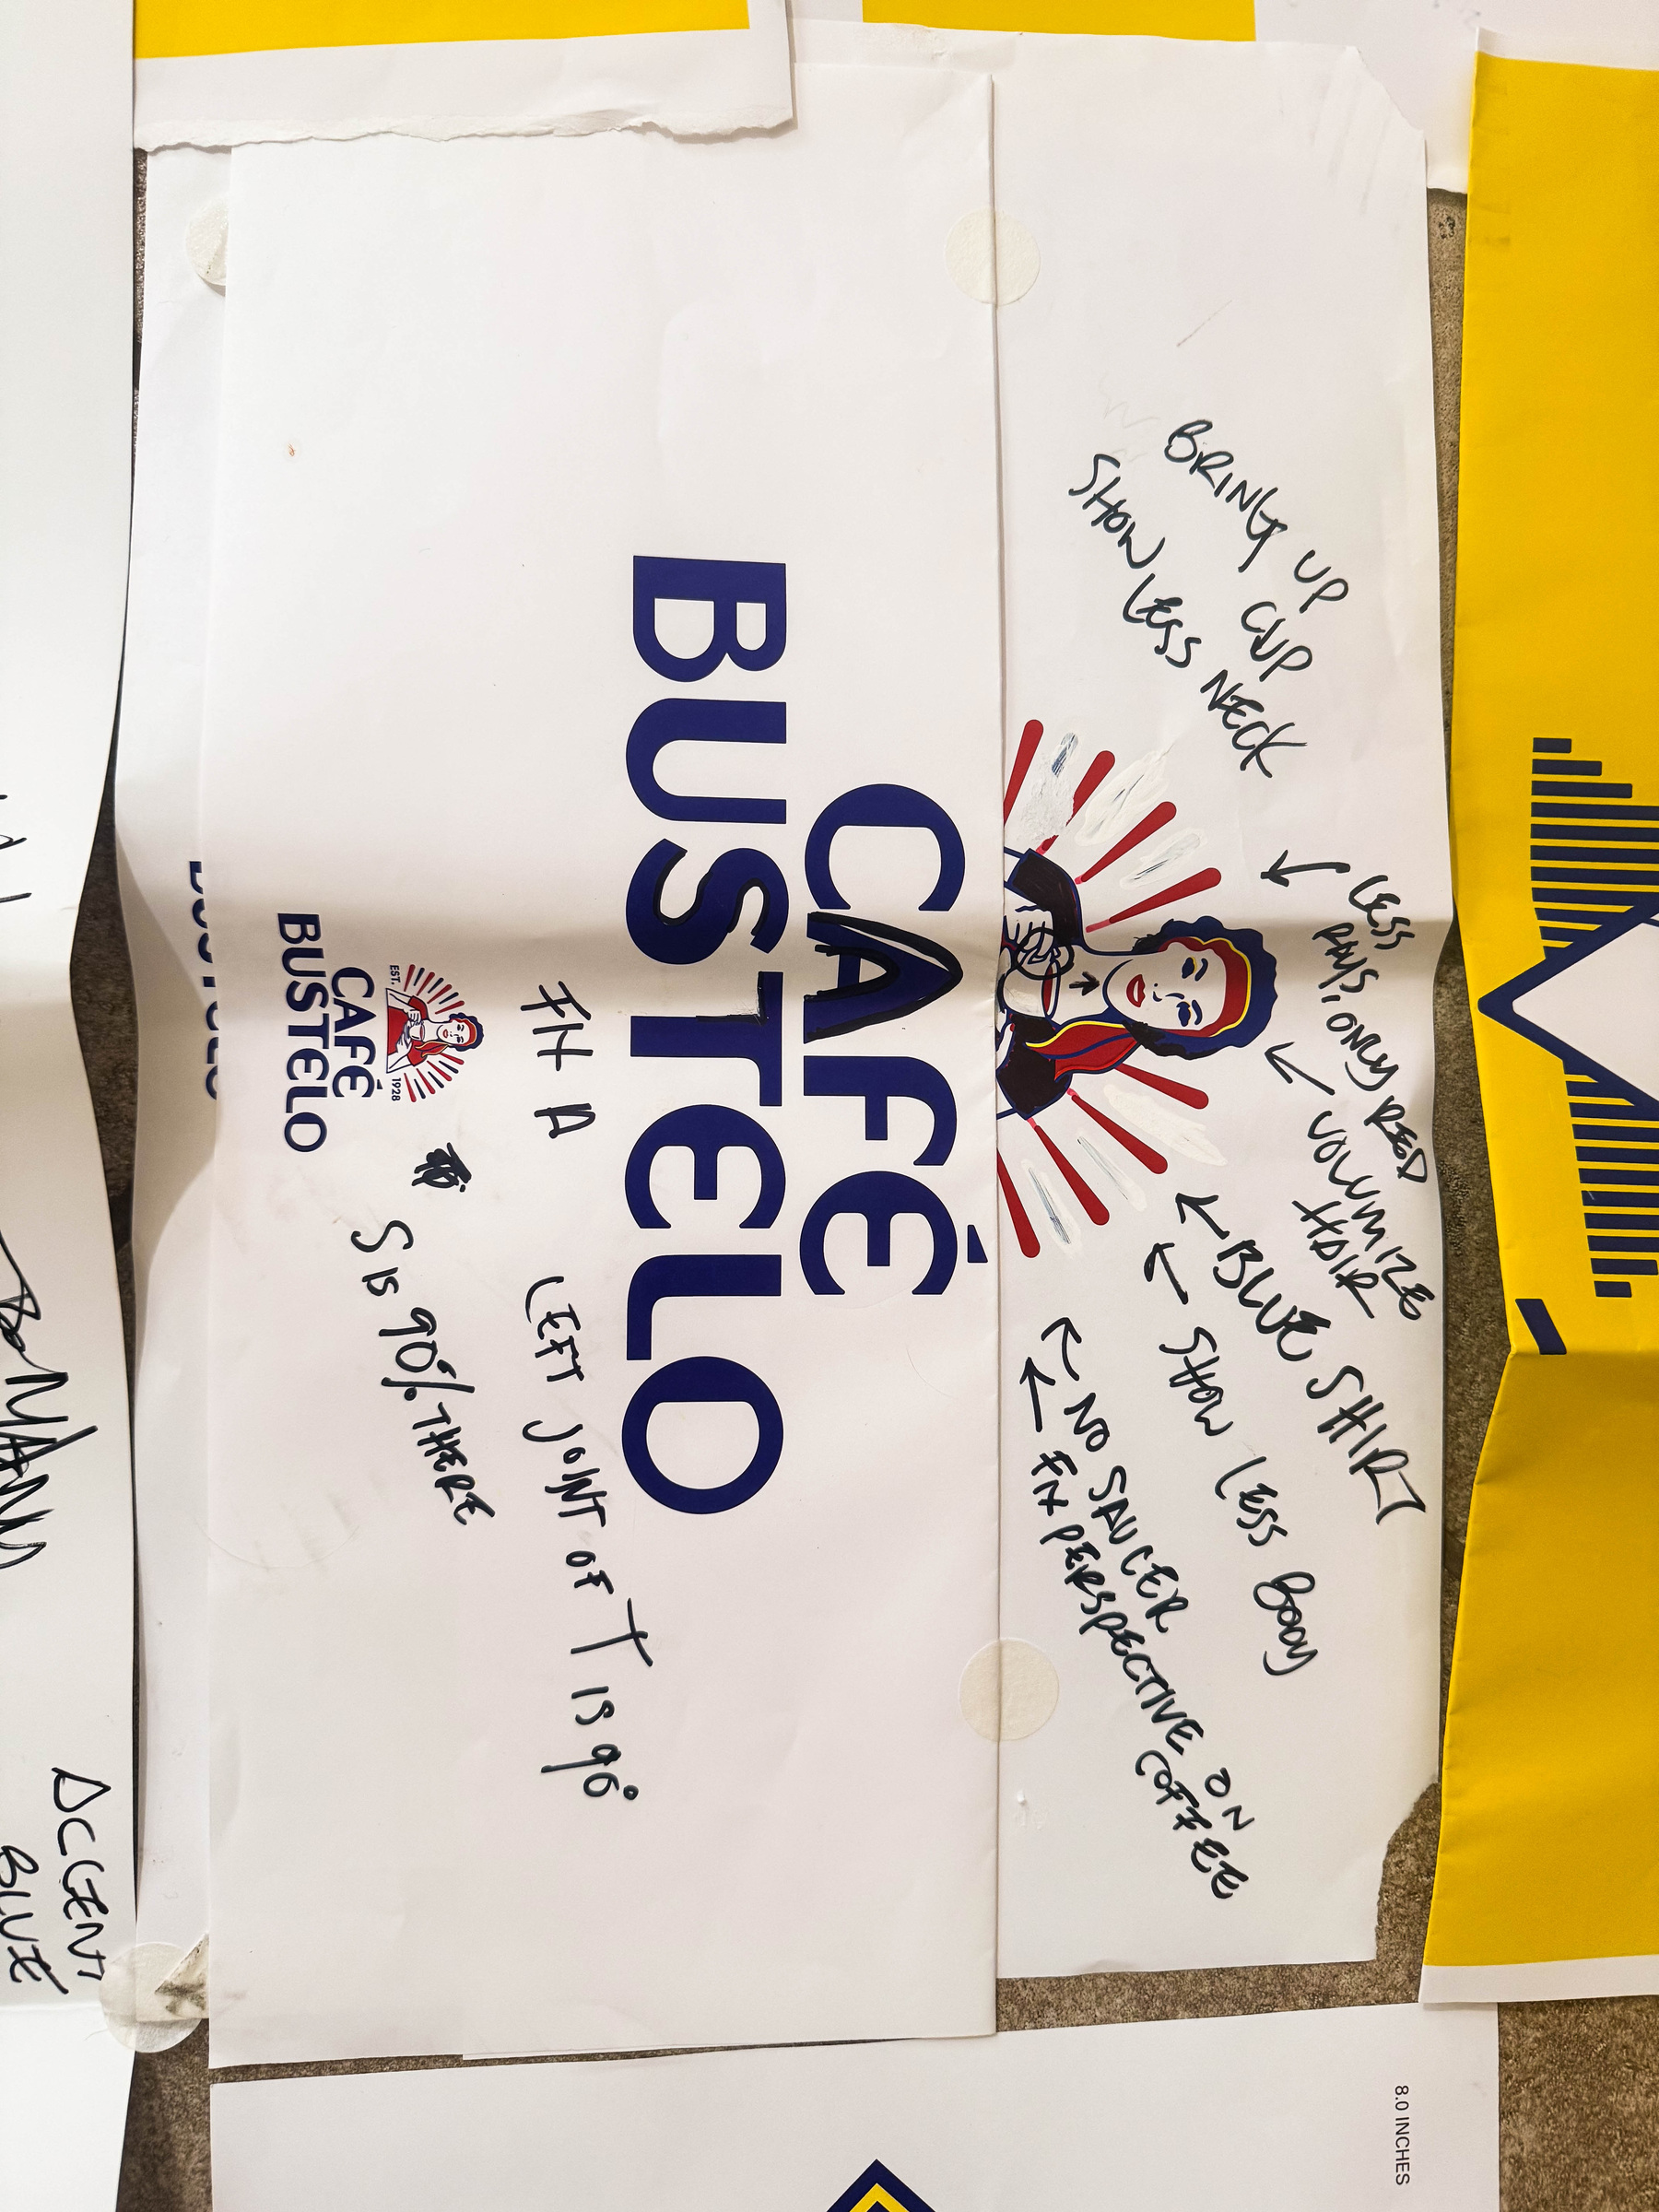 BRING UP
CUP
SHOW LESS NECK
LESS
RAYS, ONLY RED
VOLUMIZE
HAIR
BLUE SHIRT
SHOW LESS BODY
NO SAUCER
FIX PERSPECTIVE ON
COFFEE
CAFÉ
BUSTELO
FIX A
LEFT JOINT OF T IS 90°
S IS 90% THERE
EST. 1928
CAFÉ
BUSTELO
BUSTELO
ACCENT
BLUE
8.0 INCHES